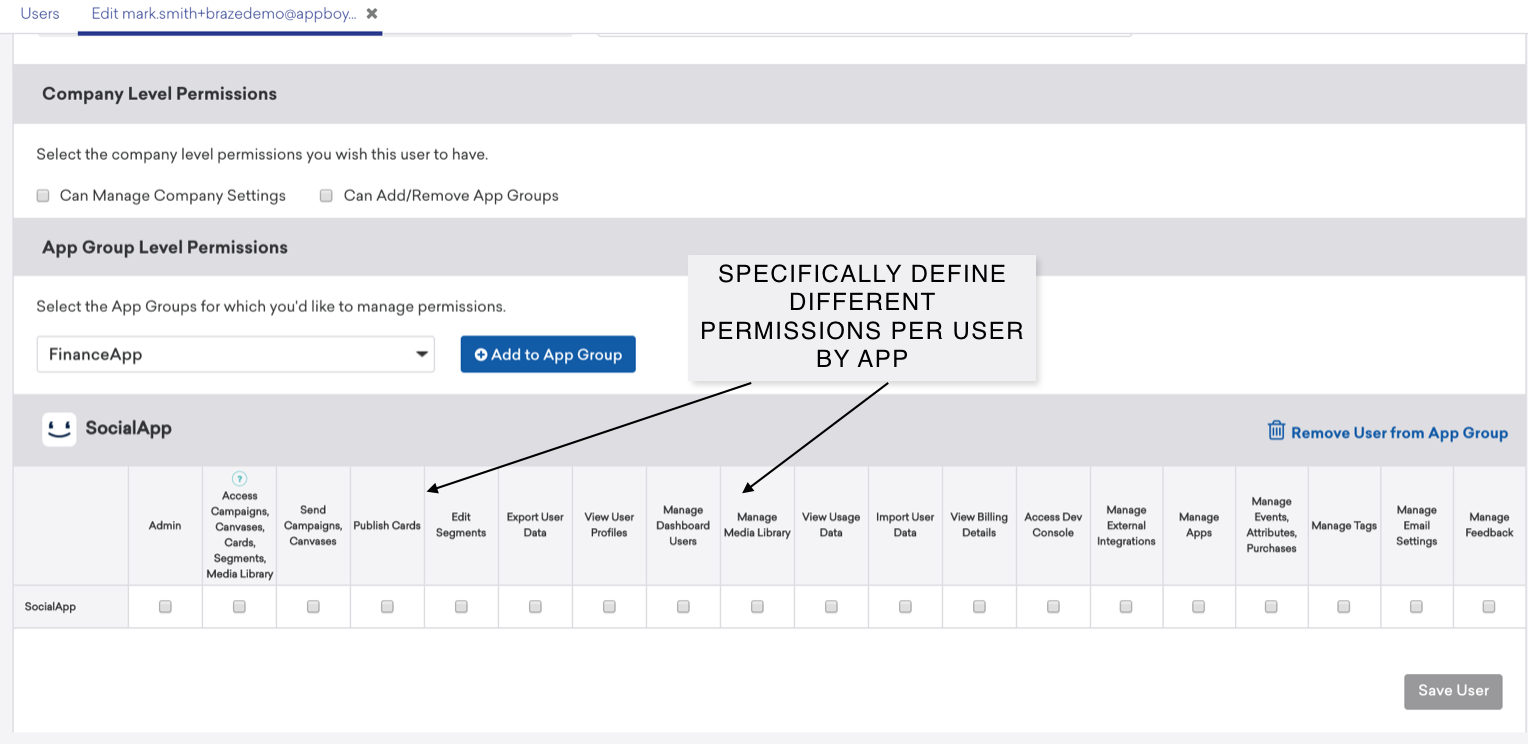 Users Edit mark.smith+brazedemo@appboy... ✖
Company Level Permissions
Select the company level permissions you wish this user to have.
Can Manage Company Settings Can Add/Remove App Groups
App Group Level Permissions
SPECIFICALLY DEFINE
DIFFERENT
PERMISSIONS PER USER
BY APP
Select the App Groups for which you'd like to manage permissions.
FinanceApp Add to App Group
SocialApp Remove User from App Group
Admin
?
Access
Campaigns,
Canvases,
Cards,
Segments,
Media Library
Send
Campaigns,
Canvases
Publish Cards
Edit
Segments
Export User
Data
View User
Profiles
Manage
Dashboard
Users
Manage
Media Library
View Usage
Data
Import User
Data
View Billing
Details
Access Dev
Console
Manage
External
Integrations
Manage
Apps
Manage
Events,
Attributes,
Purchases
Manage Tags
Manage
Email
Settings
Manage
Feedback
SocialApp
Save User